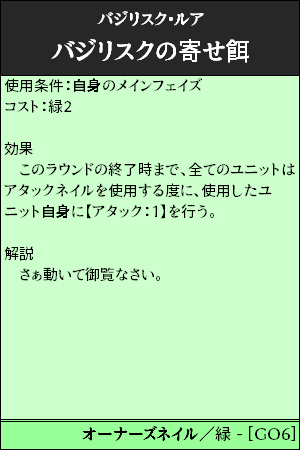 バジリスク・ルア
バジリスクの寄せ餌
使用条件：自身のメインフェイズ
コスト：緑2
効果
　このラウンドの終了時まで、全てのユニットは
アタックネイルを使用する度に、使用したユ
ニット自身に【アタック：1】を行う。
解説
　さぁ動いて御覧なさい。
オーナーズネイル／緑 - [GO6]